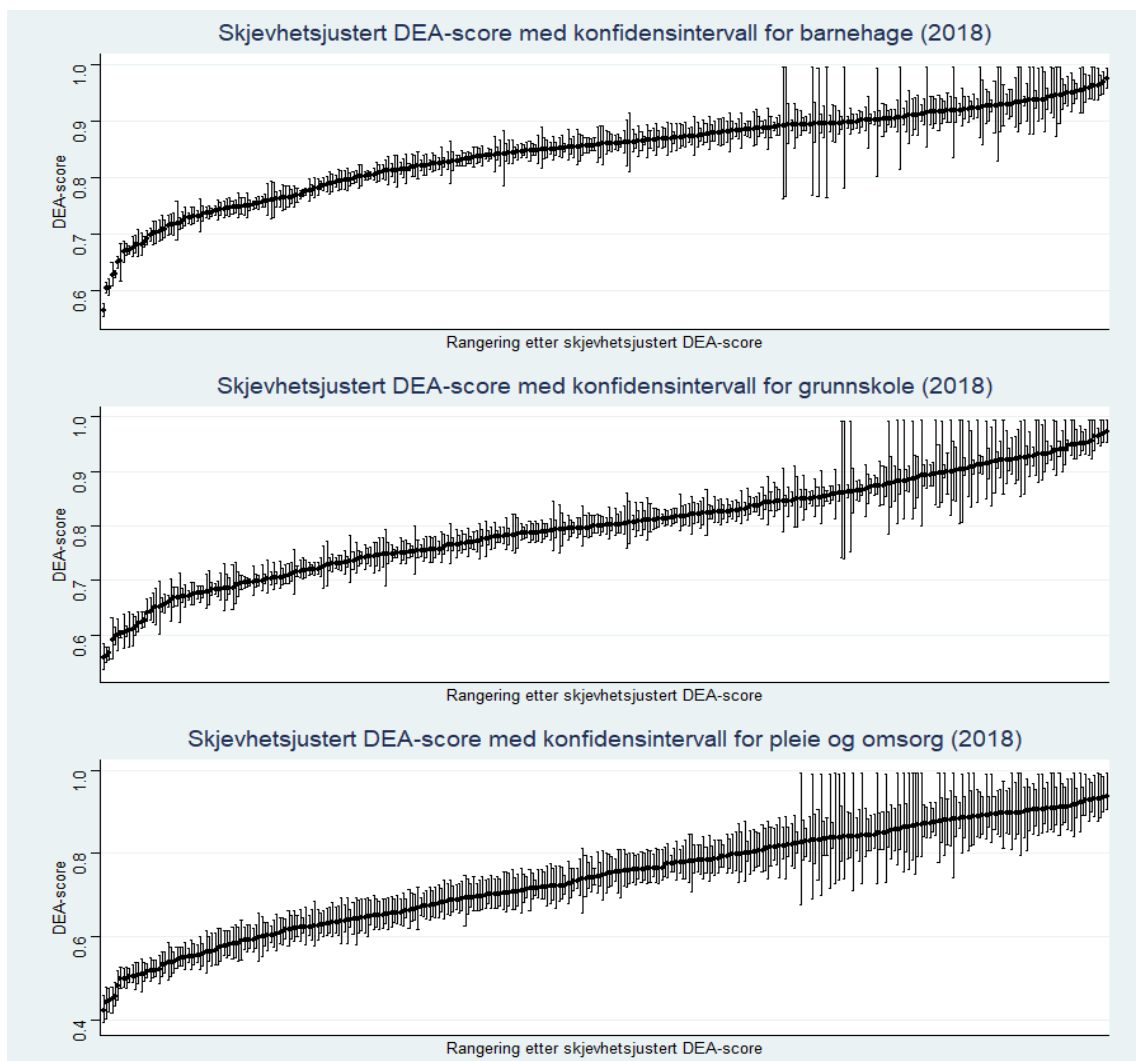 Skjevhetsjustert DEA-score med konfidensintervall for barnehage (2018)
1.0
0.9
0.8
0.7
0.6
DEA-score
Rangering etter skjevhetsjustert DEA-score
Skjevhetsjustert DEA-score med konfidensintervall for grunnskole (2018)
1.0
0.9
0.8
0.7
0.6
DEA-score
Rangering etter skjevhetsjustert DEA-score
Skjevhetsjustert DEA-score med konfidensintervall for pleie og omsorg (2018)
1.0
0.8
0.6
0.4
DEA-score
Rangering etter skjevhetsjustert DEA-score